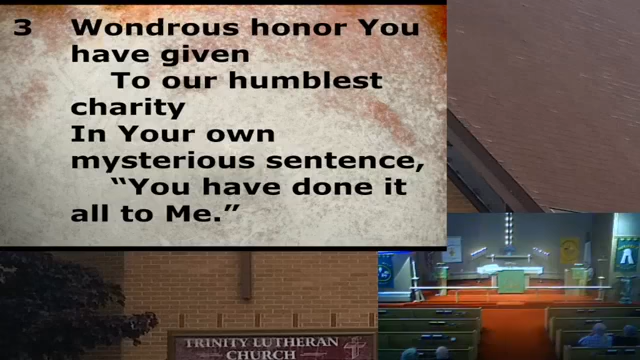 3 Wondrous honor You
have given
To our humblest
charity
In Your own
mysterious sentence,
“You have done it
all to Me.”
TRINITY LUTHERAN
CHURCH